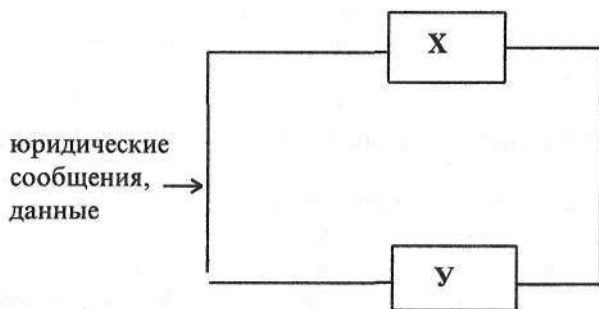 Х
юридические
сообщения,
данные
У